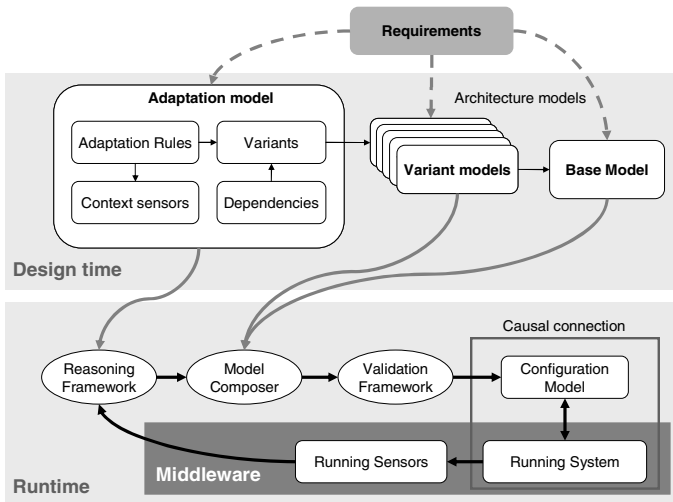 Requirements
Adaptation model
Architecture models
Adaptation Rules
Variants
Variant models
Base Model
Context sensors
Dependencies
Design time
Causal connection
Reasoning
Framework
Model
Composer
Validation
Framework
Configuration
Model
Middleware
Running Sensors
Running System
Runtime